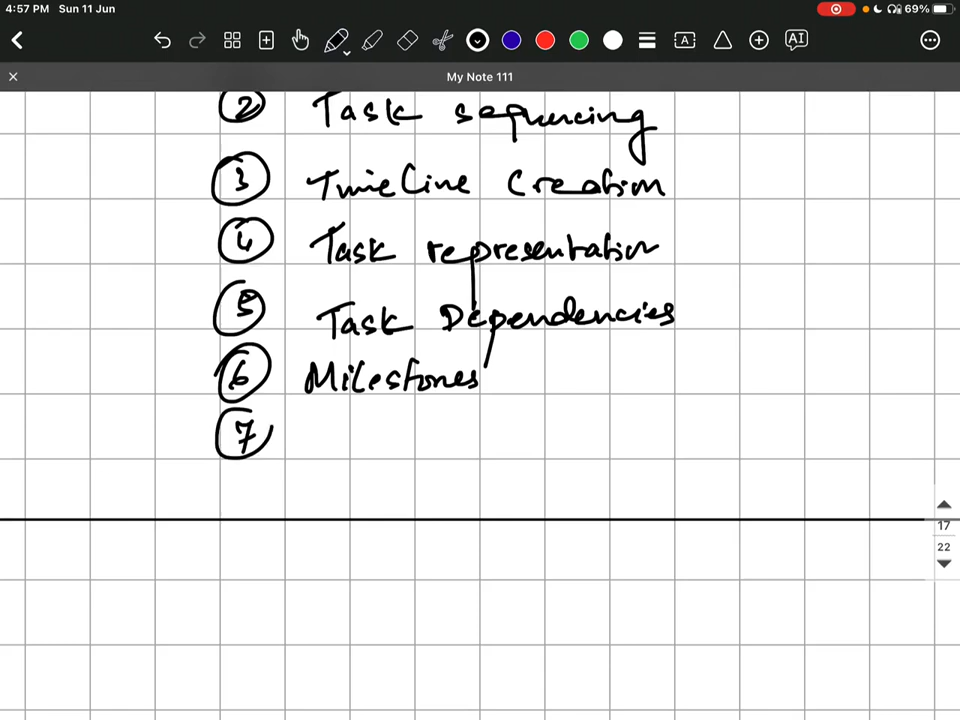 4:57 PM Sun 11 Jun 69%
A AI
My Note 111
2 Task sequencing
3 Timeline Creation
4 Task representation
5 Task Dependencies
6 Milestones
7
17
22